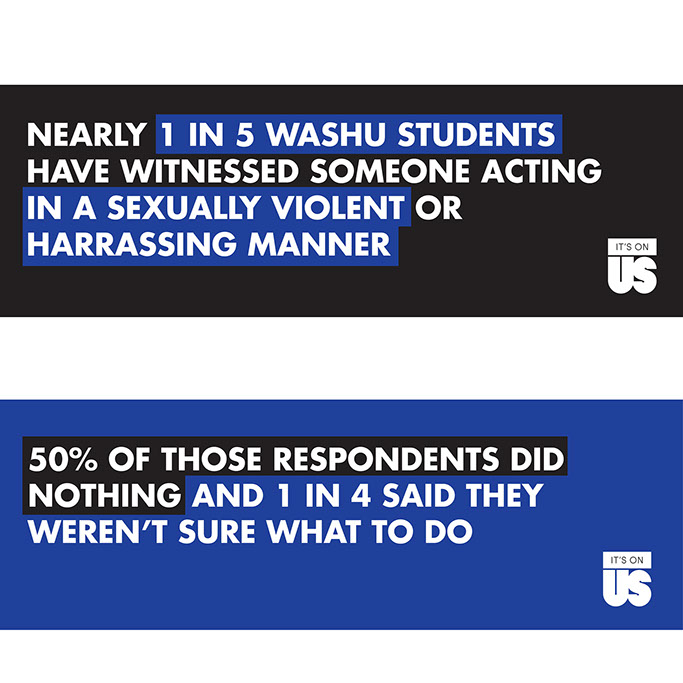 NEARLY 1 IN 5 WASHU STUDENTS
HAVE WITNESSED SOMEONE ACTING
IN A SEXUALLY VIOLENT OR
HARRASSING MANNER
IT'S ON
US
50% OF THOSE RESPONDENTS DID
NOTHING AND 1 IN 4 SAID THEY
WEREN'T SURE WHAT TO DO
IT'S ON
US